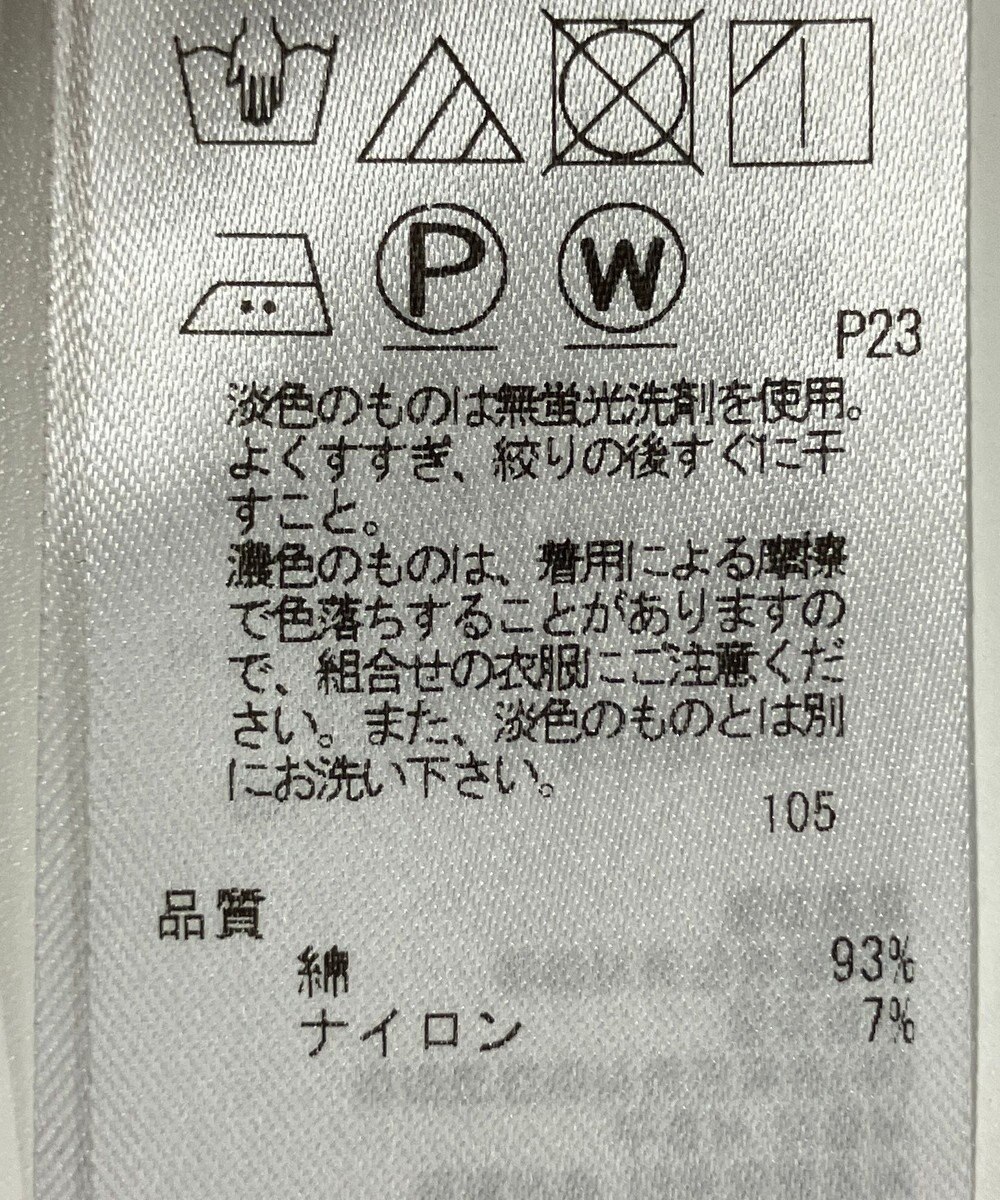 P
W
P23
淡色のものは無蛍光洗剤を使用。
よくすすぎ、絞りの後すぐに干
すこと。
濃色のものは、着用による摩擦
で色落ちすることがありますの
で、組合せの衣服にご注意くだ
さい。また、淡色のものとは別
にお洗い下さい。
105
品質
綿 93%
ナイロン 7%